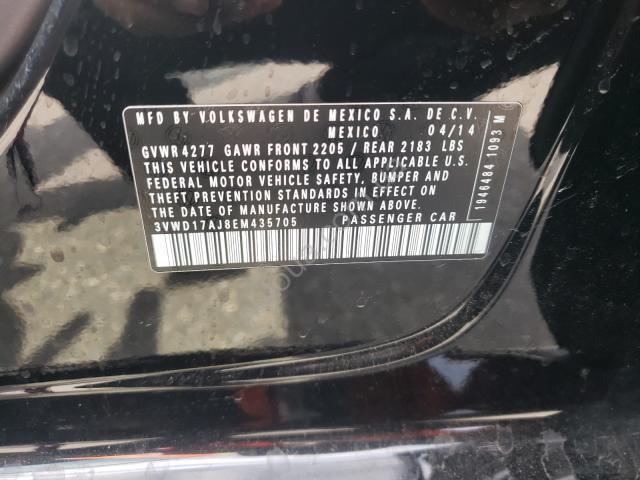 MFD BY VOLKSWAGEN DE MEXICO S.A. DE C.V.
MEXICO 04/14
GVWR 4277 GAWR FRONT 2205 / REAR 2183 LBS
THIS VEHICLE CONFORMS TO ALL APPLICABLE U.S.
FEDERAL MOTOR VEHICLE SAFETY, BUMPER AND
THEFT PREVENTION STANDARDS IN EFFECT ON
THE DATE OF MANUFACTURE SHOWN ABOVE.
3VWD17AJ8EM435705 PASSENGER CAR
19464841093 M